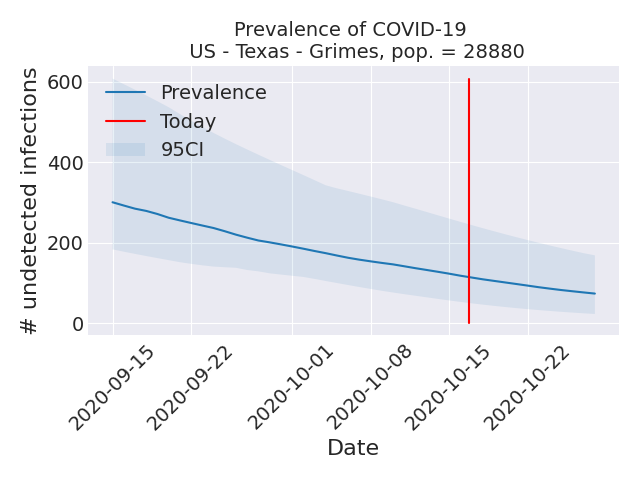 Prevalence of COVID-19
US - Texas - Grimes, pop. = 28880
# undetected infections
600
400
200
0
Prevalence
Today
95CI
2020-09-15
2020-09-22
2020-10-01
2020-10-08
2020-10-15
2020-10-22
Date